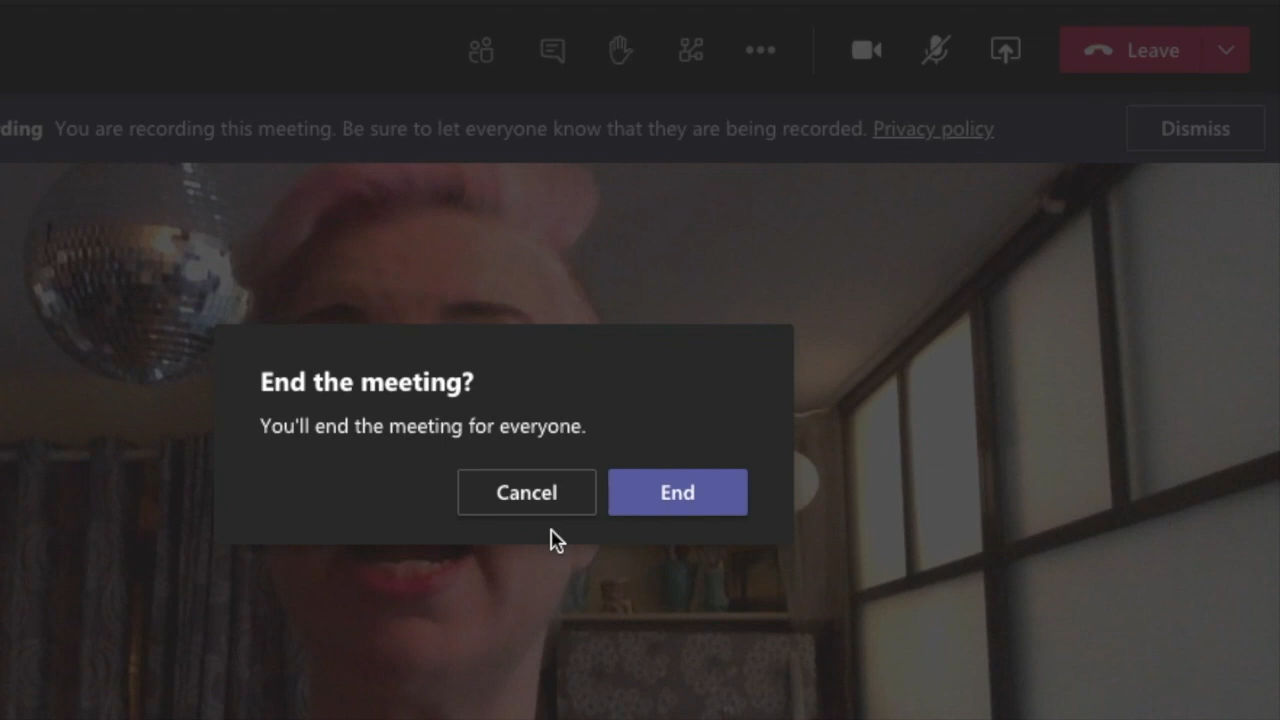 Leave
ding You are recording this meeting. Be sure to let everyone know that they are being recorded. Privacy policy
Dismiss
End the meeting?
You'll end the meeting for everyone.
Cancel
End